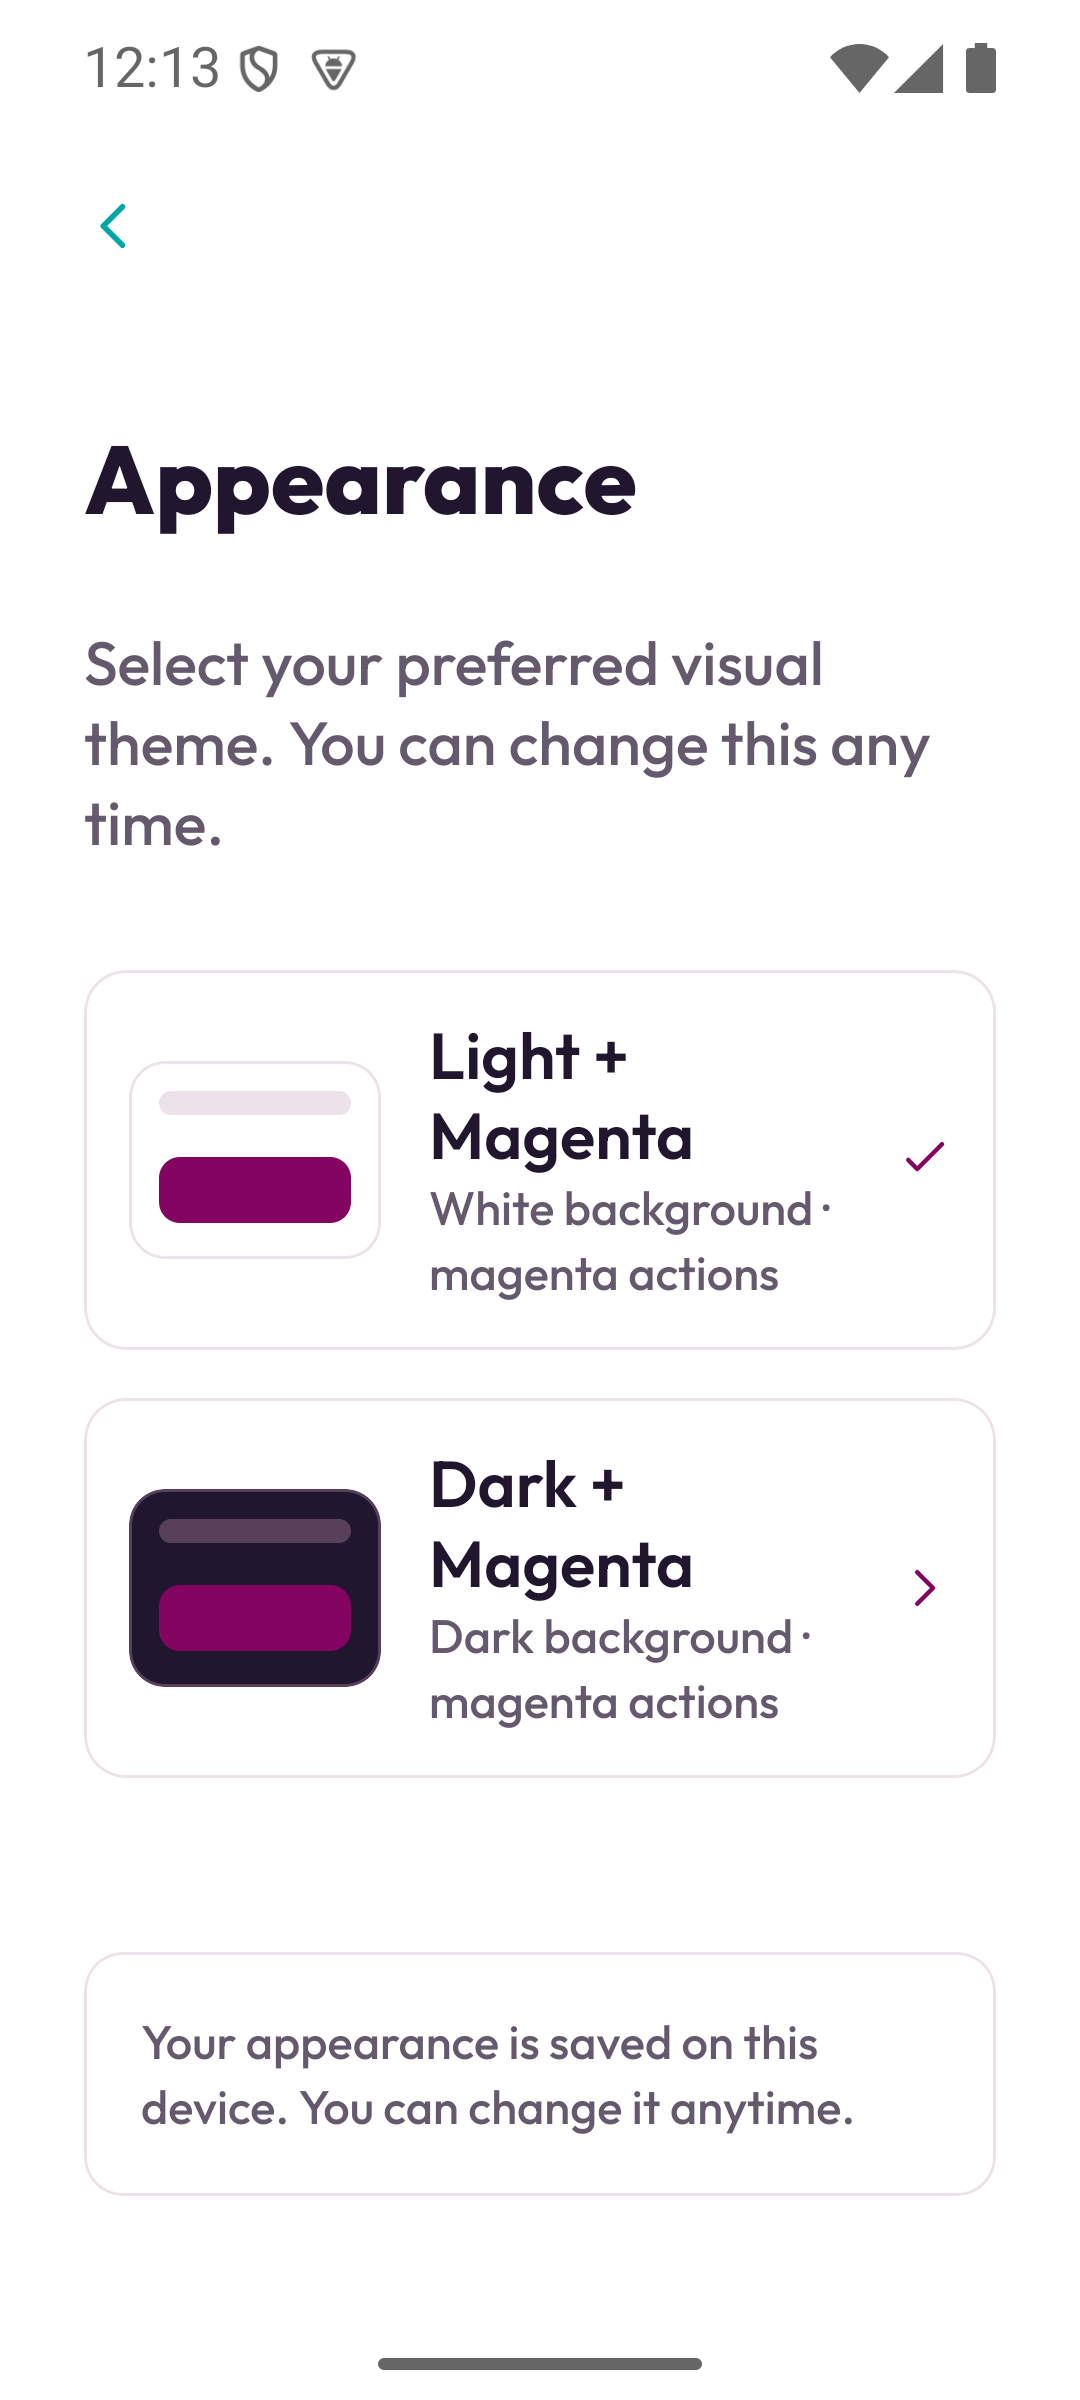 12:13
Appearance
Select your preferred visual
theme. You can change this any
time.
Light +
Magenta
White background ·
magenta actions
Dark +
Magenta
Dark background ·
magenta actions
Your appearance is saved on this
device. You can change it anytime.